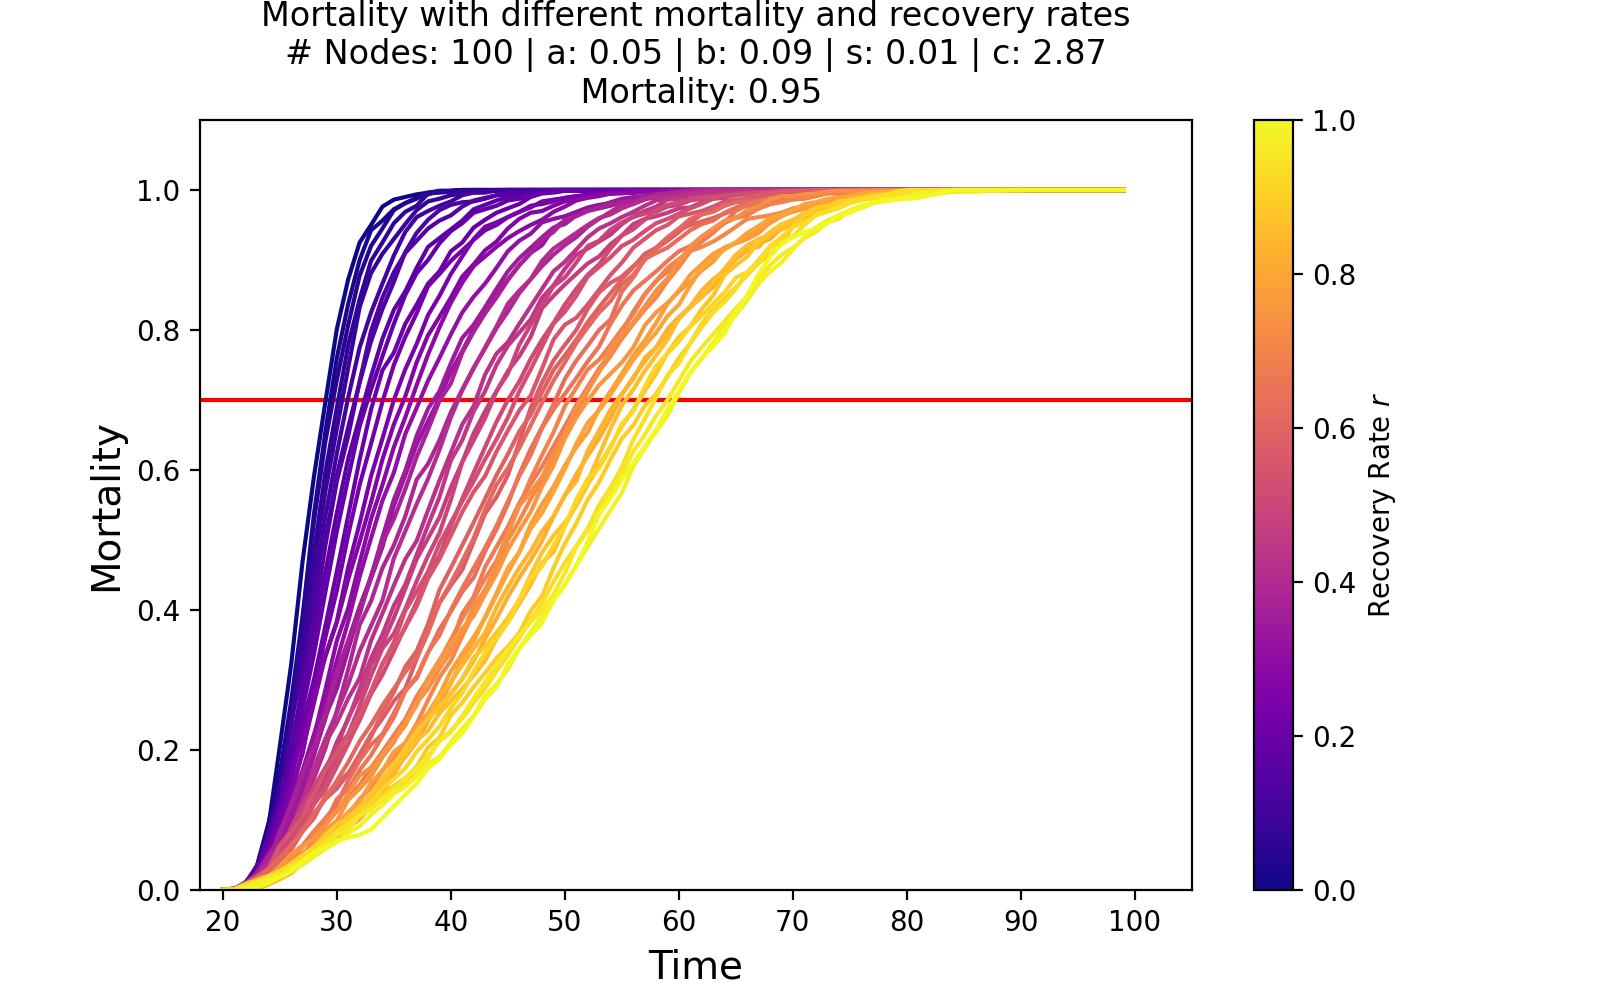 Mortality with different mortality and recovery rates
# Nodes: 100 | a: 0.05 | b: 0.09 | s: 0.01 | c: 2.87
Mortality: 0.95
Mortality
1.0
0.8
0.6
0.4
0.2
0.0
20 30 40 50 60 70 80 90 100
Time
1.0
0.8
0.6
0.4
0.2
0.0
Recovery Rate r